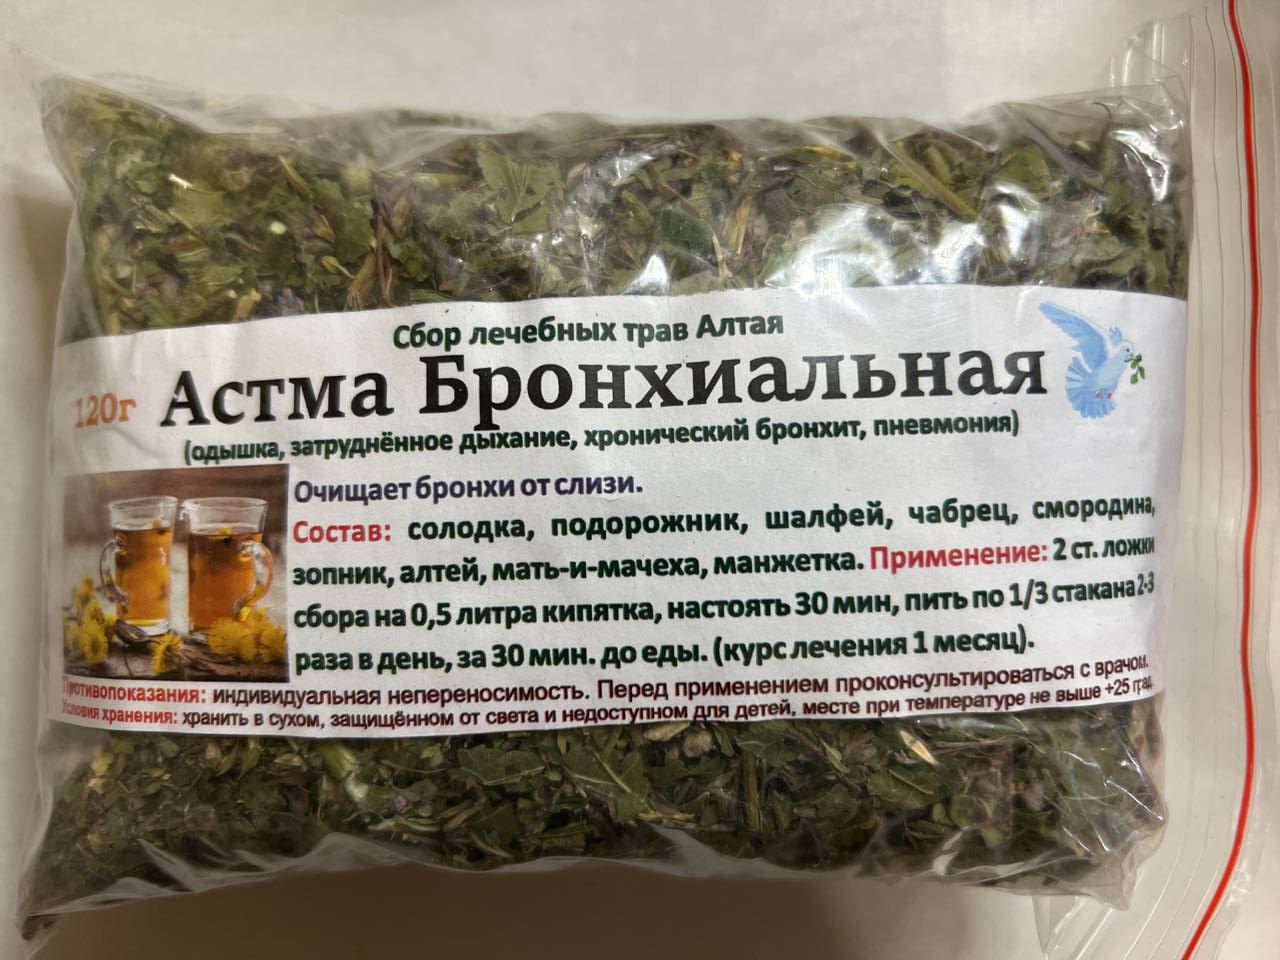 Сбор лечебных трав Алтая
120г Астма Бронхиальная
(одышка, затруднённое дыхание, хронический бронхит, пневмония)
Очищает бронхи от слизи.
Состав: солодка, подорожник, шалфей, чабрец, смородина,
зопник, алтей, мать-и-мачеха, манжетка. Применение: 2 ст. ложки
сбора на 0,5 литра кипятка, настоять 30 мин, пить по 1/3 стакана 2-3
раза в день, за 30 мин. до еды. (курс лечения 1 месяц).
Противопоказания: индивидуальная непереносимость. Перед применением проконсультироваться с врачом.
Условия хранения: хранить в сухом, защищённом от света и недоступном для детей, месте при температуре не выше +25 град.